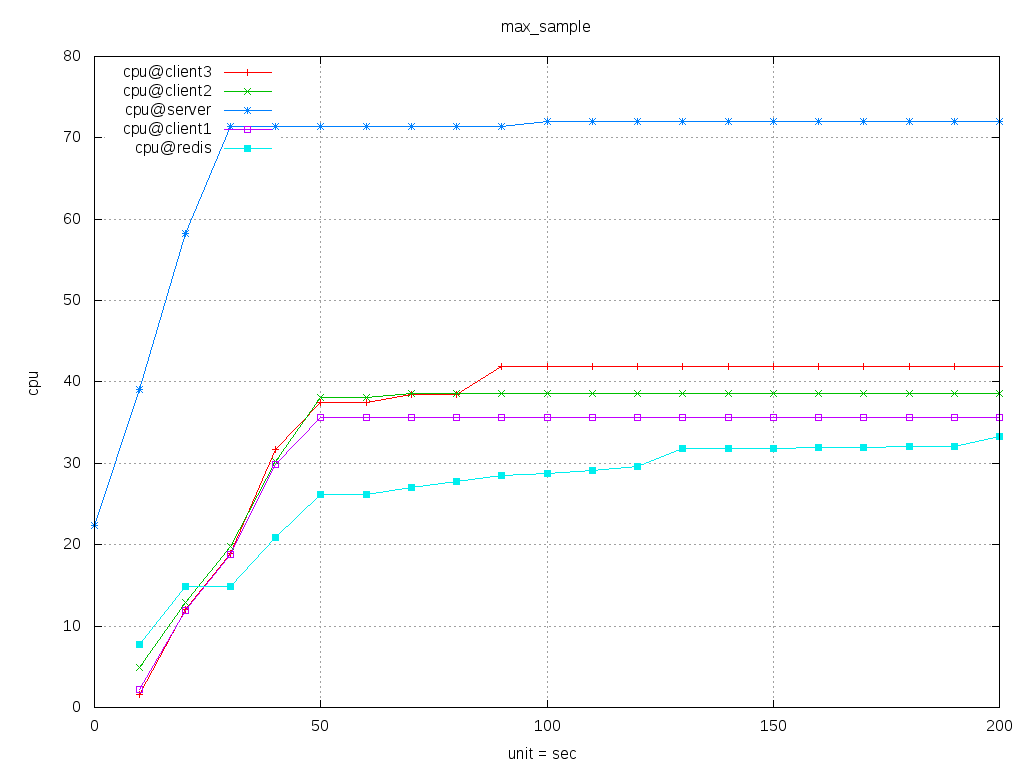 max_sample
cpu@client3
cpu@client2
cpu@server
cpu@client1
cpu@redis
80
70
60
50
40
30
20
10
0
cpu
0 50 100 150 200
unit = sec